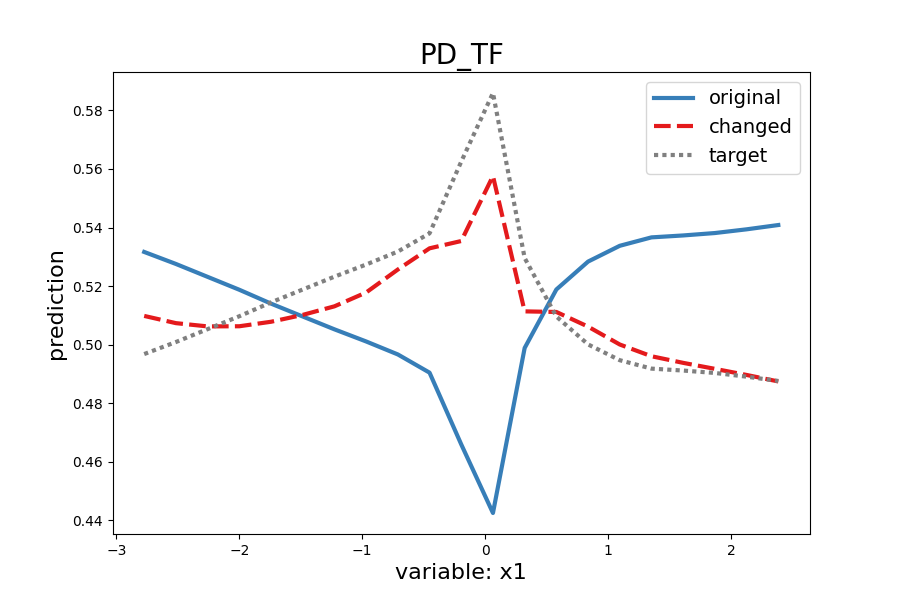 PD_TF
original
changed
target
prediction
0.58
0.56
0.54
0.52
0.50
0.48
0.46
0.44
−3
−2
−1
0
1
2
variable: x1